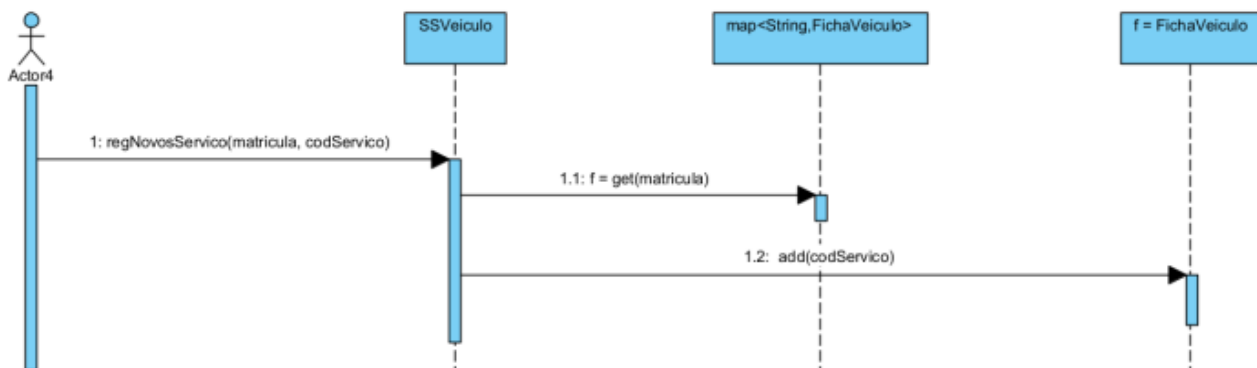 SSVeiculo
map<String,FichaVeiculo>
f = FichaVeiculo
Actor4
1: regNovosServico(matricula, codServico)
1.1: f = get(matricula)
1.2: add(codServico)